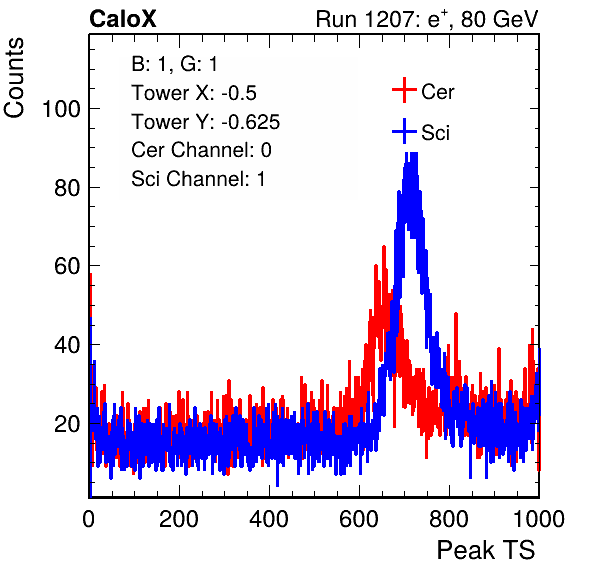 CaloX Run 1207: e⁺, 80 GeV
B: 1, G: 1
Tower X: -0.5
Tower Y: -0.625
Cer Channel: 0
Sci Channel: 1
Cer
Sci
Counts
100
80
60
40
20
0 200 400 600 800 1000
Peak TS